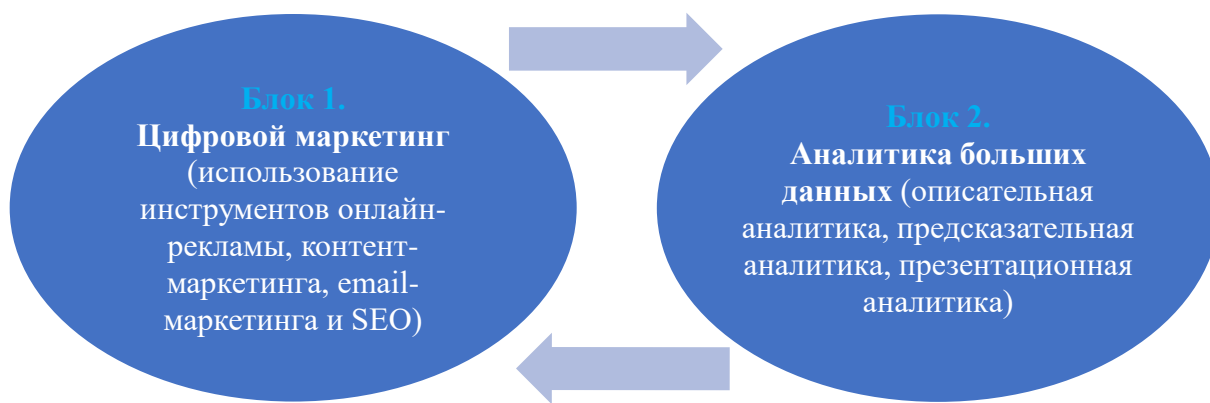 Блок 1.
Цифровой маркетинг
(использование
инструментов онлайн-
рекламы, контент-
маркетинга, email-
маркетинга и SEO)
Блок 2.
Аналитика больших
данных (описательная
аналитика, предсказательная
аналитика, презентационная
аналитика)